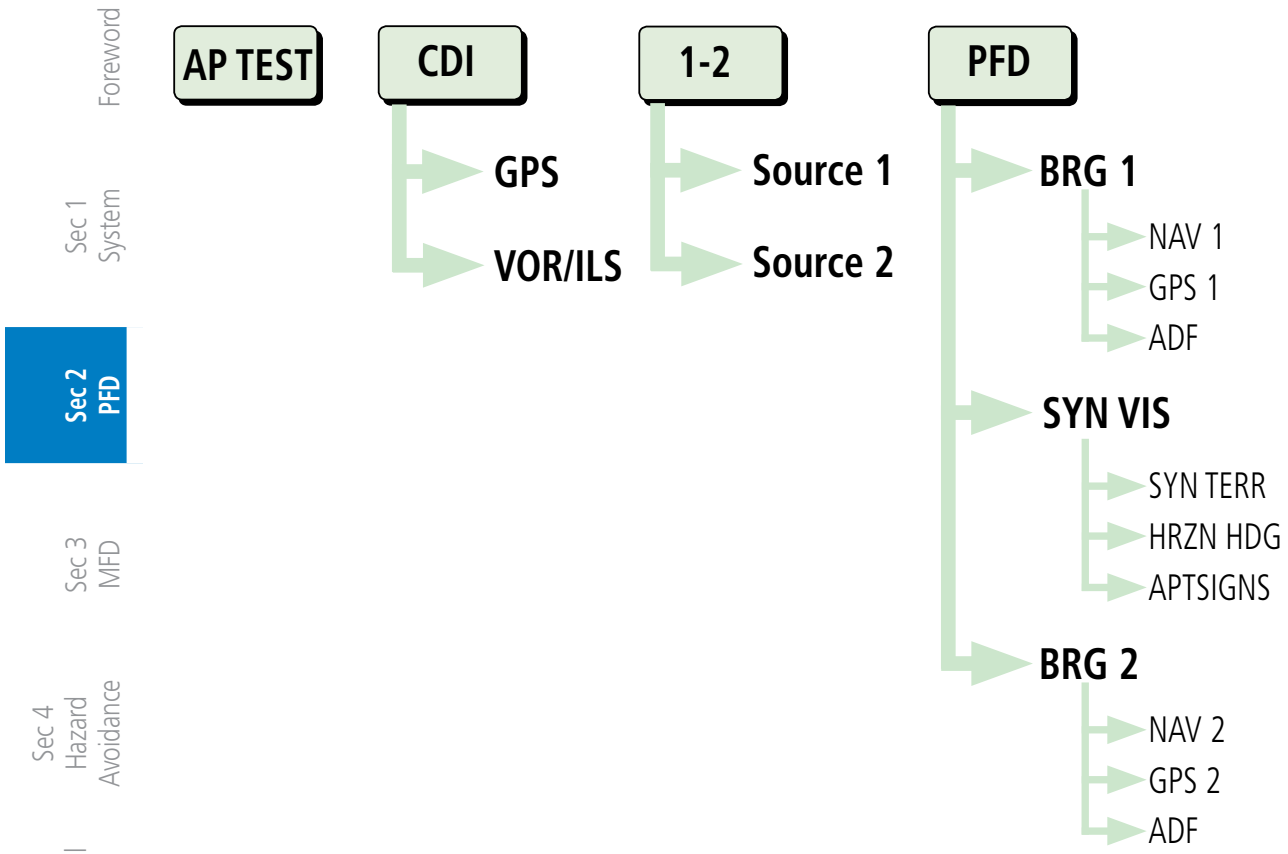 Foreword
Sec 1
System
Sec 2
PFD
Sec 3
MFD
Sec 4
Hazard
Avoidance
AP TEST
CDI
GPS
VOR/ILS
1-2
Source 1
Source 2
PFD
BRG 1
NAV 1
GPS 1
ADF
SYN VIS
SYN TERR
HRZN HDG
APTSIGNS
BRG 2
NAV 2
GPS 2
ADF